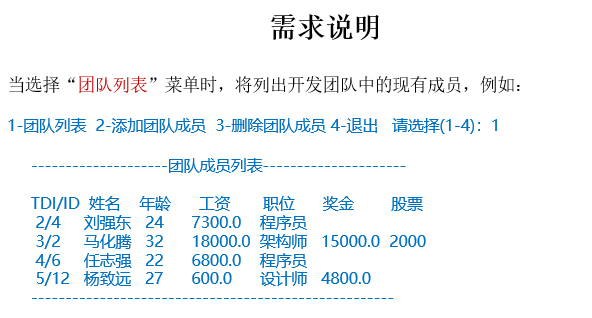 需求说明
当选择“团队列表”菜单时，将列出开发团队中的现有成员，例如：
1-团队列表 2-添加团队成员 3-删除团队成员 4-退出 请选择(1-4)：1
--------------------团队成员列表---------------------
TDI/ID 姓名 年龄 工资 职位 奖金 股票
2/4 刘强东 24 7300.0 程序员
3/2 马化腾 32 18000.0 架构师 15000.0 2000
4/6 任志强 22 6800.0 程序员
5/12 杨致远 27 600.0 设计师 4800.0
-----------------------------------------------------